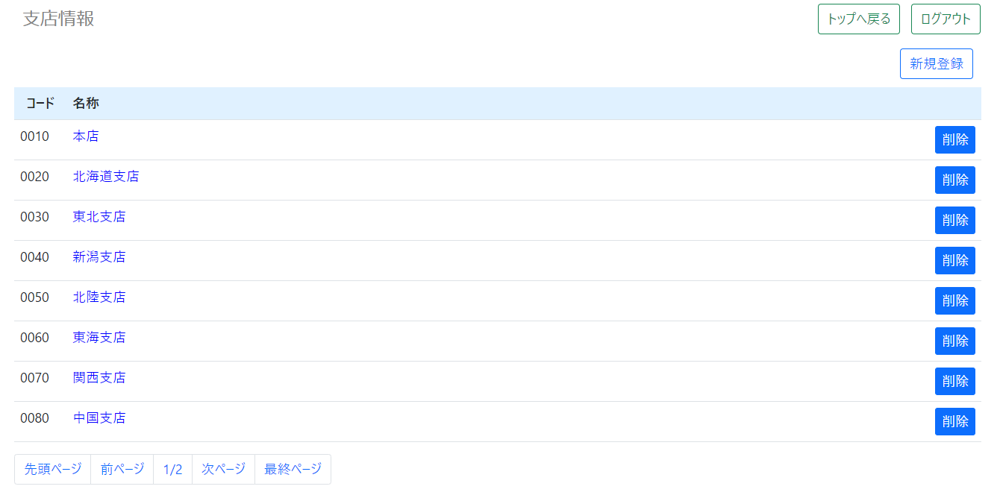 支店情報 トップへ戻る ログアウト
新規登録
コード 名称
0010 本店 削除
0020 北海道支店 削除
0030 東北支店 削除
0040 新潟支店 削除
0050 北陸支店 削除
0060 東海支店 削除
0070 関西支店 削除
0080 中国支店 削除
先頭ページ 前ページ 1/2 次ページ 最終ページ